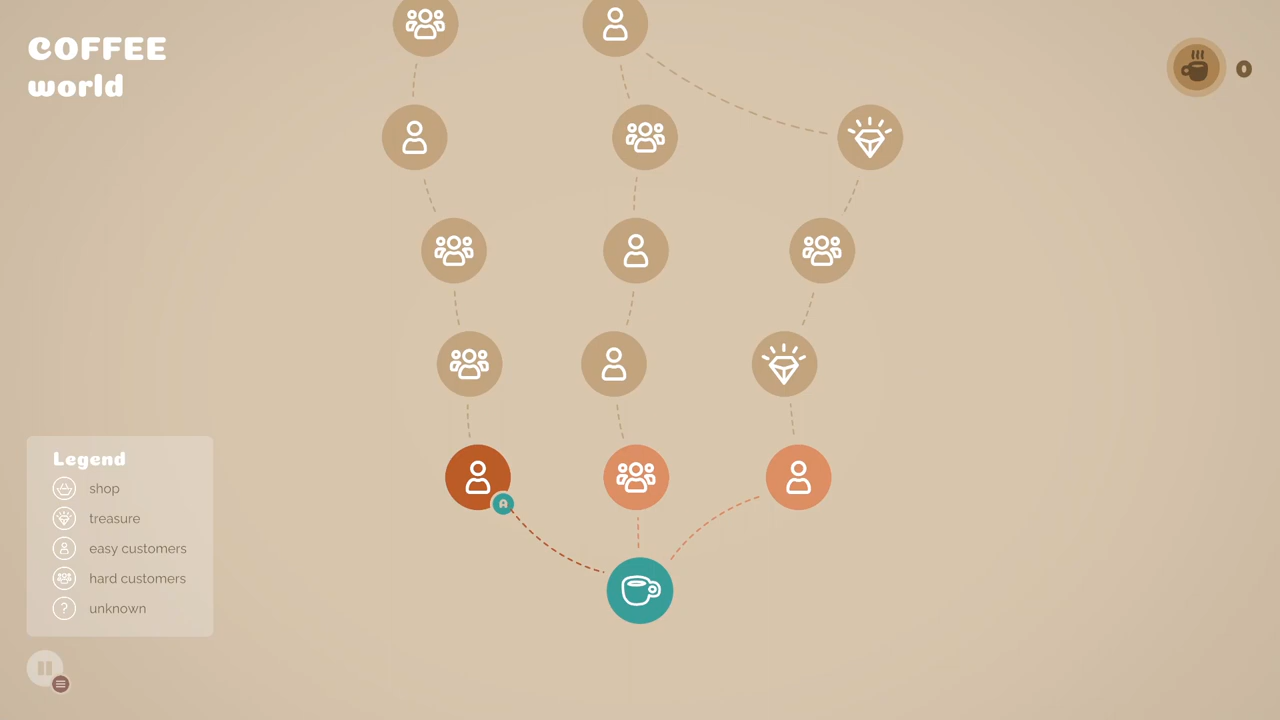 COFFEE
world
0
A
Legend
shop
treasure
easy customers
hard customers
? unknown